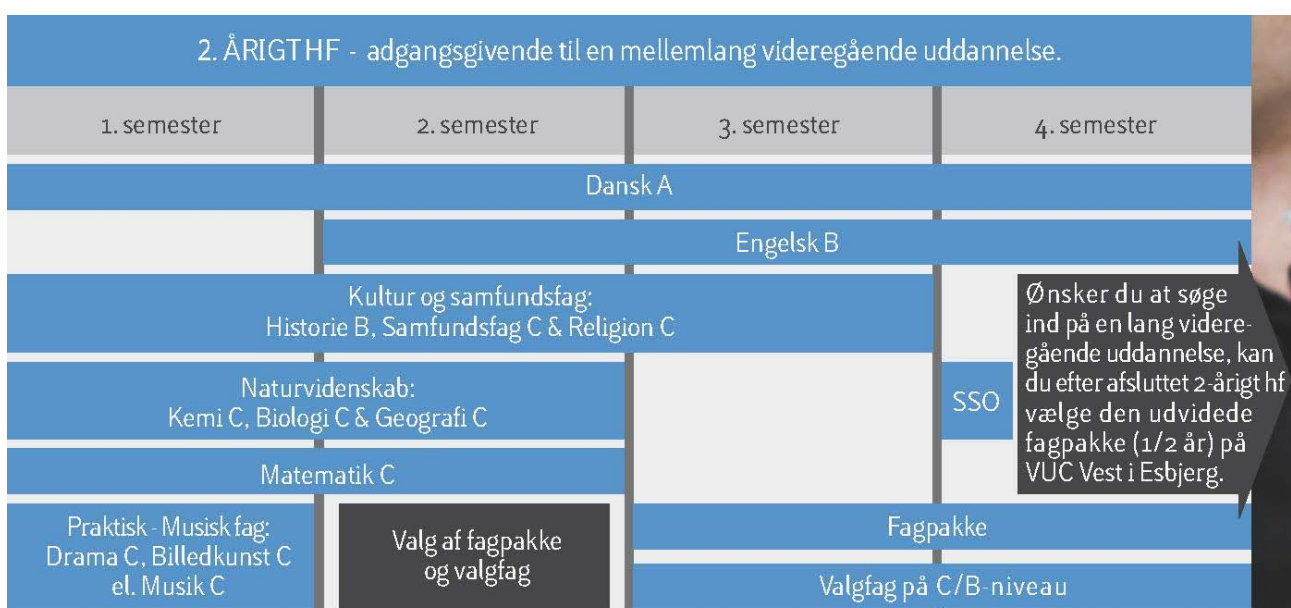 2. ÅRIGT HF - adgangsgivende til en mellemlang videregående uddannelse.
1. semester
2. semester
3. semester
4. semester
Dansk A
Engelsk B
Kultur og samfundsfag:
Historie B, Samfundsfag C & Religion C
Ønsker du at søge
ind på en lang videre-
gående uddannelse, kan
du efter afsluttet 2-årigt hf
vælge den udvidede
fagpakke (1/2 år) på
VUC Vest i Esbjerg.
Naturvidenskab:
Kemi C, Biologi C & Geografi C
SSO
Matematik C
Praktisk - Musisk fag:
Drama C, Billedkunst C
el. Musik C
Valg af fagpakke
og valgfag
Fagpakke
Valgfag på C/B-niveau